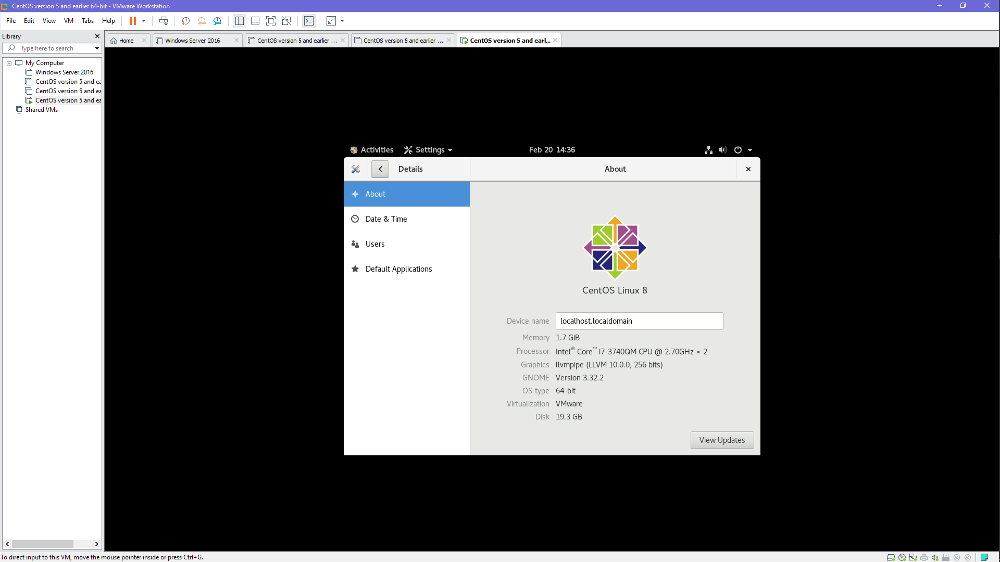 CentOS version 5 and earlier 64-bit - VMware Workstation
File Edit View VM Tabs Help
Library
Type here to search
My Computer
Windows Server 2016
CentOS version 5 and ea
CentOS version 5 and ea
CentOS version 5 and ea
Shared VMs
Home
Windows Server 2016
CentOS version 5 and earlier ...
CentOS version 5 and earlier ...
CentOS version 5 and earl...
Activities Settings Feb 20 14:36
Details About
About
Date & Time
Users
Default Applications
CentOS Linux 8
Device name localhost.localdomain
Memory 1.7 GiB
Processor Intel® Core™ i7-3740QM CPU @ 2.70GHz × 2
Graphics llvmpipe (LLVM 10.0.0, 256 bits)
GNOME Version 3.32.2
OS type 64-bit
Virtualization VMware
Disk 19.3 GB
View Updates
To direct input to this VM, move the mouse pointer inside or press Ctrl+G.